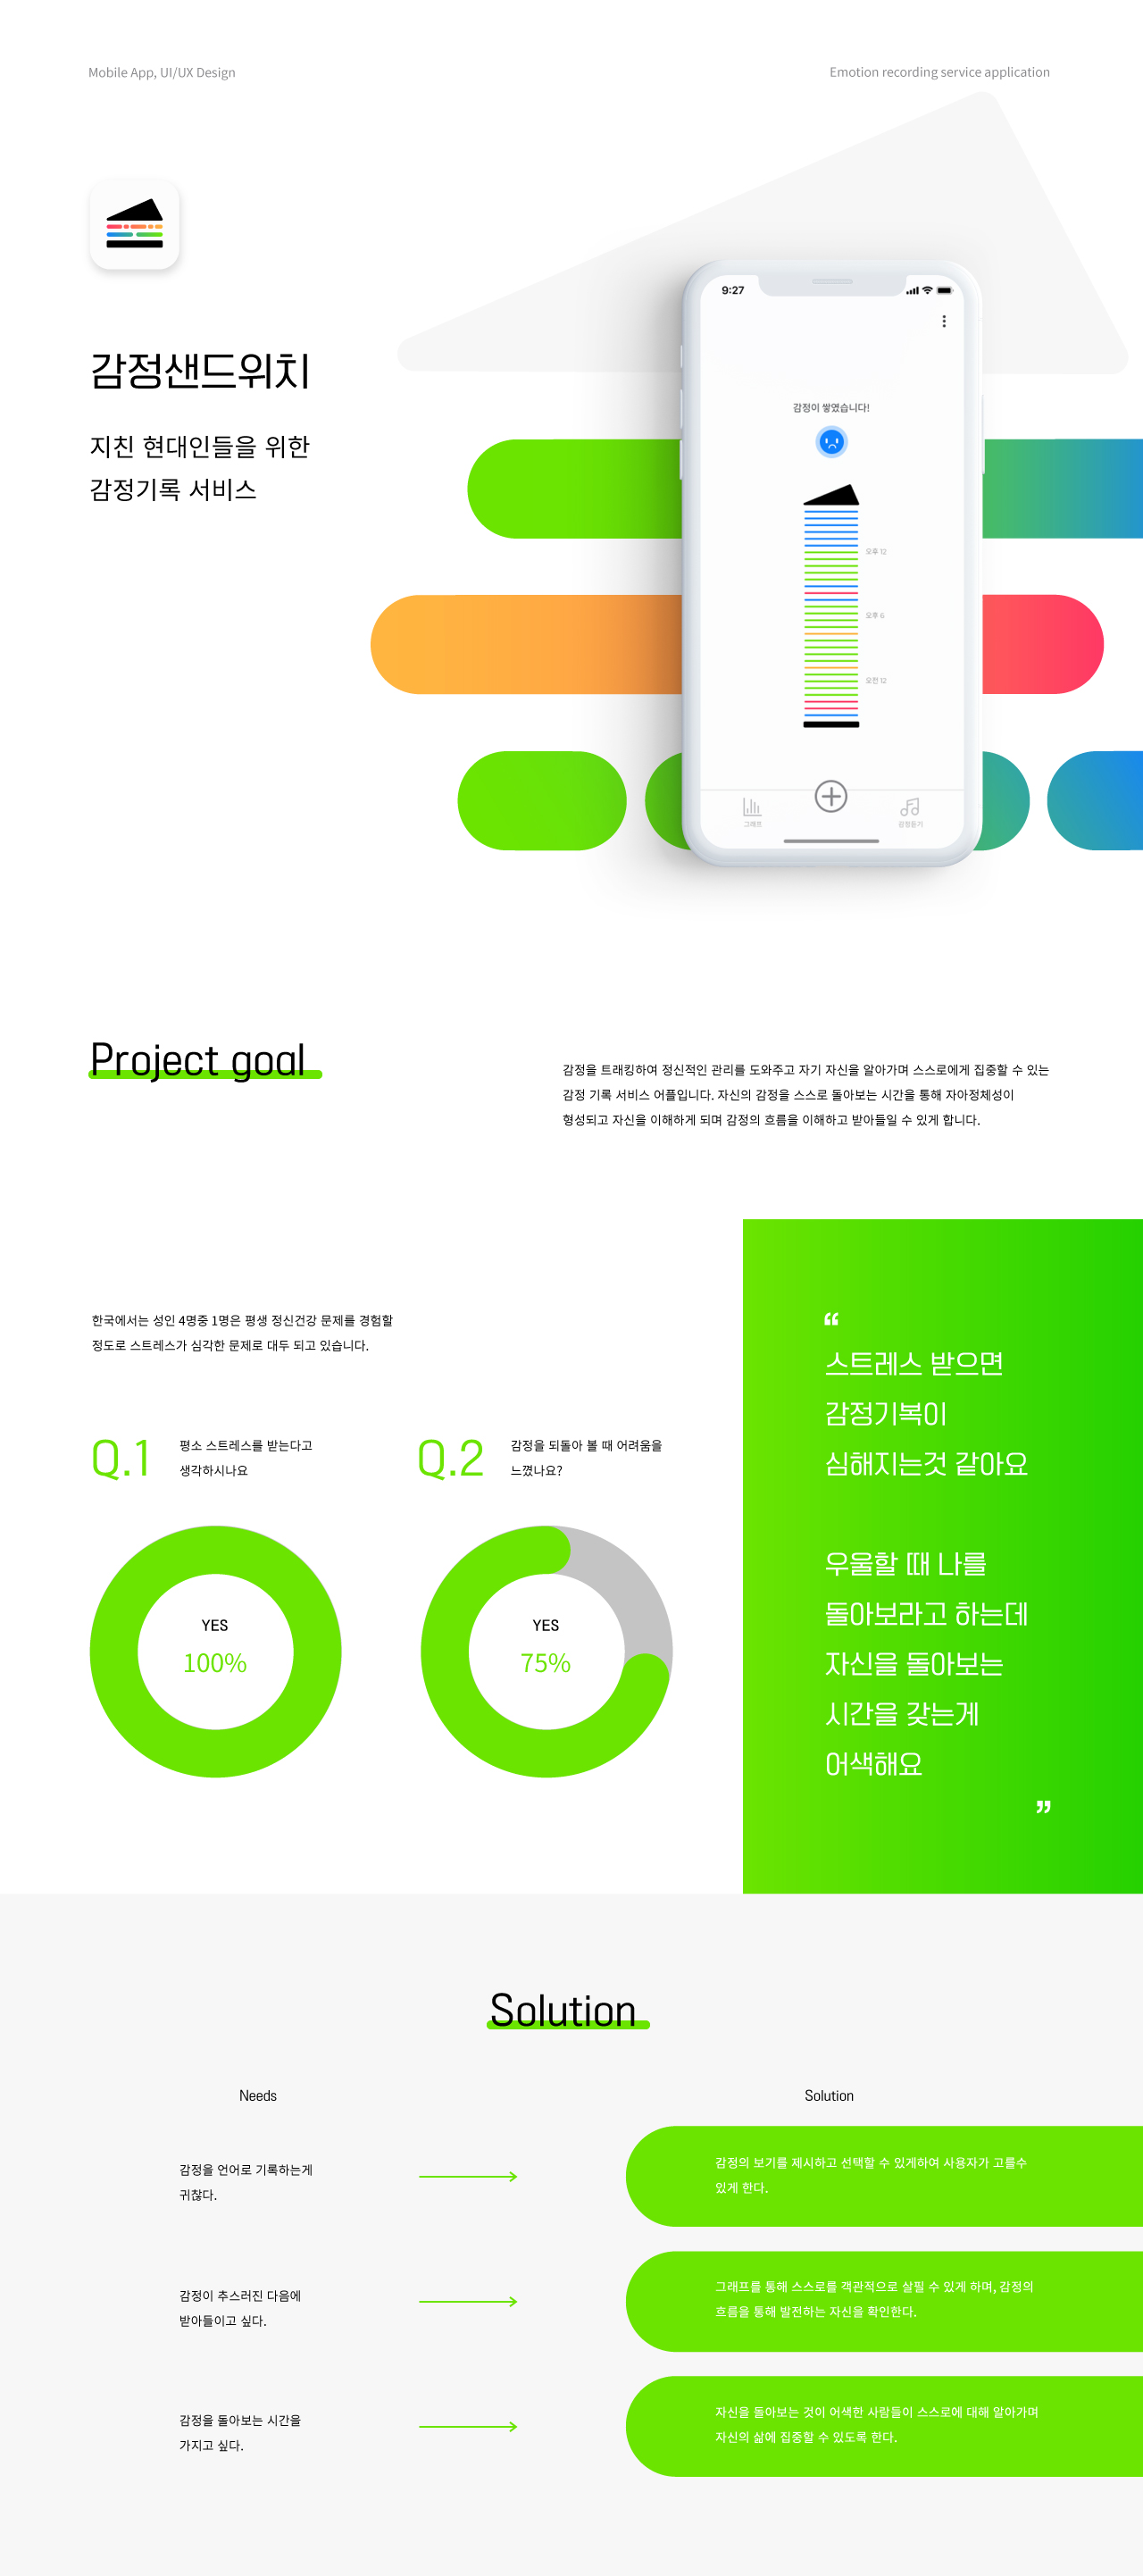 Mobile App, UI/UX Design
Emotion recording service application
감정샌드위치
지친 현대인들을 위한
감정기록 서비스
9:27
감정이 쌓였습니다!
오후 12
오후 6
오전 12
그래프
감정듣기
Project goal
감정을 트래킹하여 정신적인 관리를 도와주고 자기 자신을 알아가며 스스로에게 집중할 수 있는
감정 기록 서비스 어플입니다. 자신의 감정을 스스로 돌아보는 시간을 통해 자아정체성이
형성되고 자신을 이해하게 되며 감정의 흐름을 이해하고 받아들일 수 있게 합니다.
한국에서는 성인 4명중 1명은 평생 정신건강 문제를 경험할
정도로 스트레스가 심각한 문제로 대두 되고 있습니다.
Q.1
평소 스트레스를 받는다고
생각하시나요
YES
100%
Q.2
감정을 되돌아 볼 때 어려움을
느꼈나요?
YES
75%
“
스트레스 받으면
감정기복이
심해지는것 같아요
우울할 때 나를
돌아보라고 하는데
자신을 돌아보는
시간을 갖는게
어색해요
”
Solution
Needs
Solution
감정을 언어로 기록하는게
귀찮다.
감정의 보기를 제시하고 선택할 수 있게하여 사용자가 고를수
있게 한다.
감정이 추스러진 다음에
받아들이고 싶다.
그래프를 통해 스스로를 객관적으로 살필 수 있게 하며, 감정의
흐름을 통해 발전하는 자신을 확인한다.
감정을 돌아보는 시간을
가지고 싶다.
자신을 돌아보는 것이 어색한 사람들이 스스로에 대해 알아가며
자신의 삶에 집중할 수 있도록 한다.